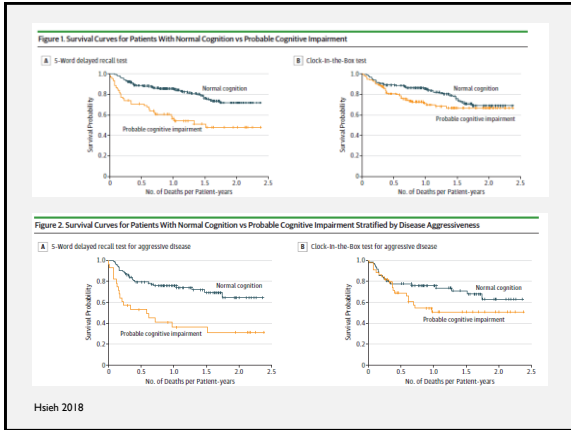 Figure 1. Survival Curves for Patients With Normal Cognition vs Probable Cognitive Impairment
A 5-Word delayed recall test
Survival Probability
1.0
0.8
0.6
0.4
0.2
0
Normal cognition
Probable cognitive impairment
0 0.5 1.0 1.5 2.0 2.5
No. of Deaths per Patient-years
B Clock-in-the-Box test
Survival Probability
1.0
0.8
0.6
0.4
0.2
0
Normal cognition
Probable cognitive impairment
0 0.5 1.0 1.5 2.0 2.5
No. of Deaths per Patient-years
Figure 2. Survival Curves for Patients With Normal Cognition vs Probable Cognitive Impairment Stratified by Disease Aggressiveness
A 5-Word delayed recall test for aggressive disease
Survival Probability
1.0
0.8
0.6
0.4
0.2
0
Normal cognition
Probable cognitive impairment
0 0.5 1.0 1.5 2.0 2.5
No. of Deaths per Patient-years
B Clock-in-the-Box test for aggressive disease
Survival Probability
1.0
0.8
0.6
0.4
0.2
0
Normal cognition
Probable cognitive impairment
0 0.5 1.0 1.5 2.0 2.5
No. of Deaths per Patient-years
Hsieh 2018